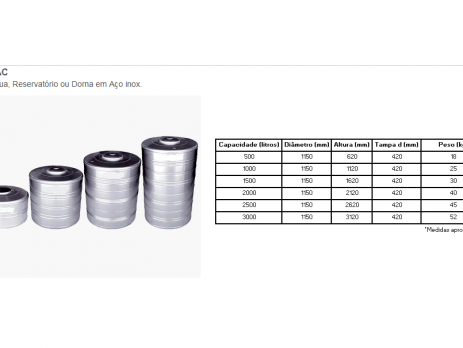 AC
ua, Reservatório ou Dorna em Aço inox.
Capacidade (litros) Diâmetro (mm) Altura (mm) Tampa d (mm) Peso (kg
500 1150 620 420 18
1000 1150 1120 420 25
1500 1150 1620 420 30
2000 1150 2120 420 40
2500 1150 2620 420 45
3000 1150 3120 420 52
*Medidas apro